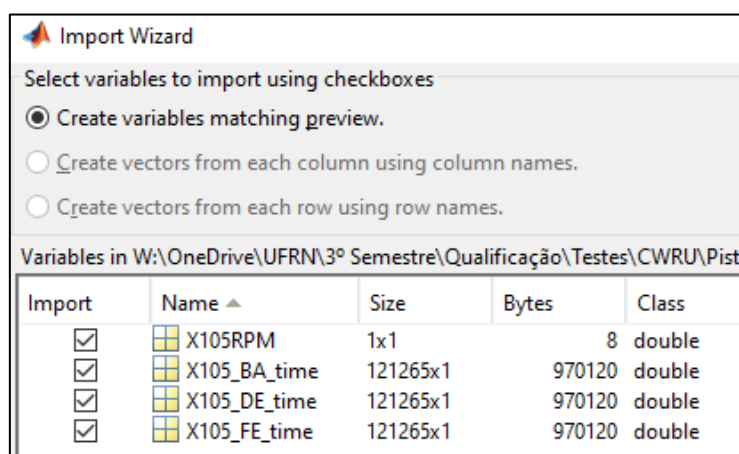 Import Wizard
Select variables to import using checkboxes
Create variables matching preview.
Create vectors from each column using column names.
Create vectors from each row using row names.
Variables in W:\OneDrive\UFRN\3º Semestre\Qualificação\Testes\CWRU\Pist
Import Name Size Bytes Class
X105RPM 1x1 8 double
X105_BA_time 121265x1 970120 double
X105_DE_time 121265x1 970120 double
X105_FE_time 121265x1 970120 double